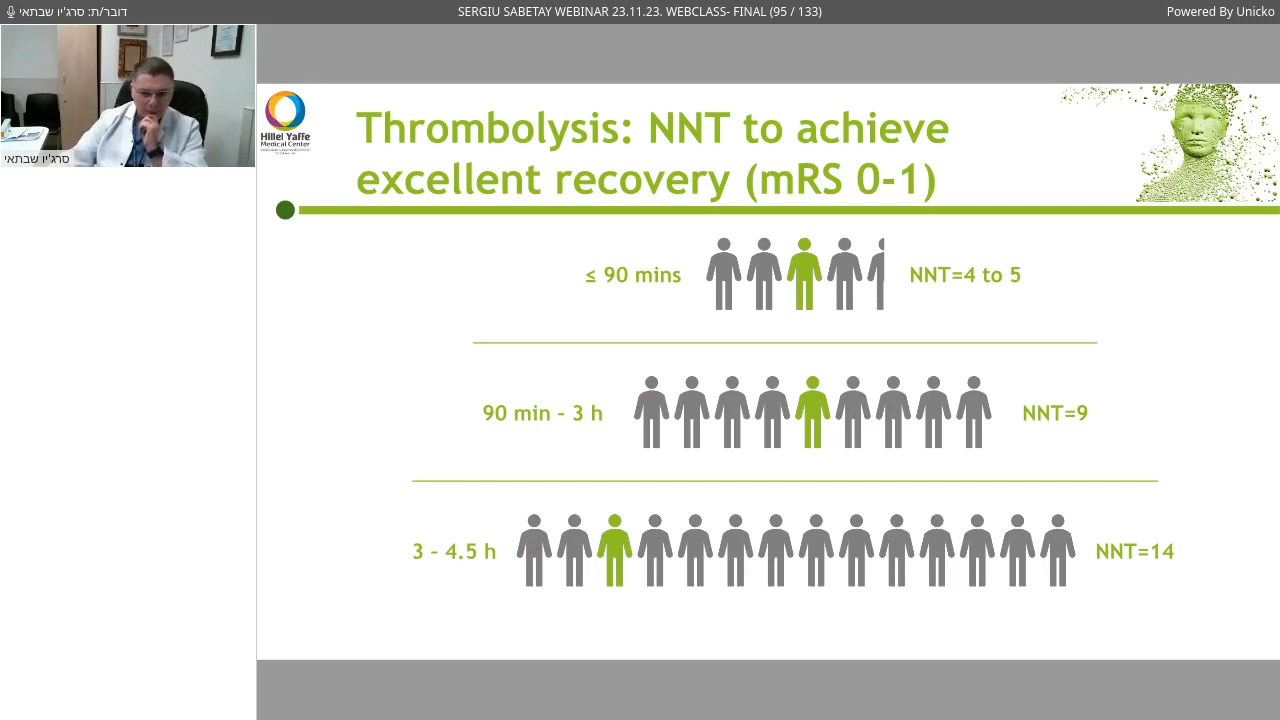 דובר/ת: סרג'יו שבתאי
SERGIU SABETAY WEBINAR 23.11.23. WEBCLASS- FINAL (95 / 133)
Powered By Unicko
סרג'יו שבתאי
Hillel Yaffe
Medical Center
Thrombolysis: NNT to achieve
excellent recovery (mRS 0-1)
≤ 90 mins
NNT=4 to 5
90 min – 3 h
NNT=9
3 – 4.5 h
NNT=14